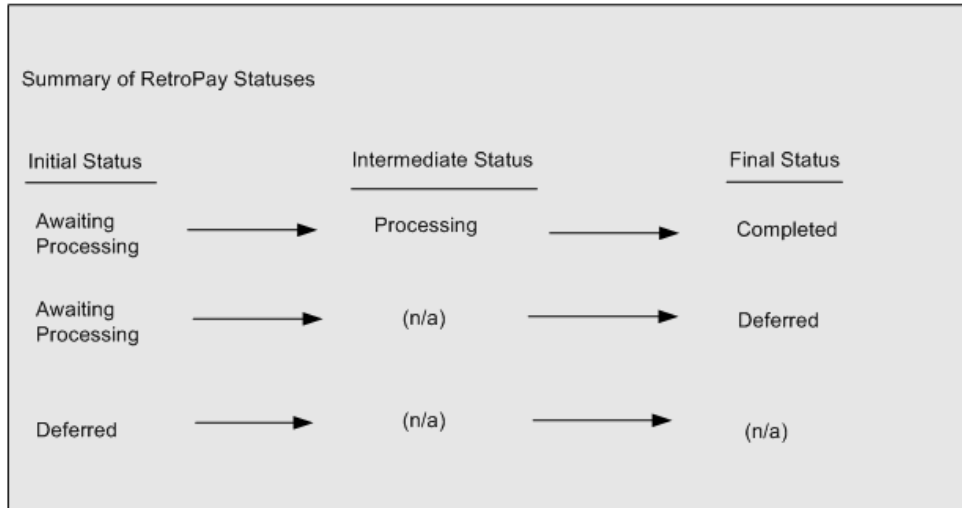 Summary of RetroPay Statuses
Initial Status
Intermediate Status
Final Status
Awaiting
Processing
Processing
Completed
Awaiting
Processing
(n/a)
Deferred
Deferred
(n/a)
(n/a)